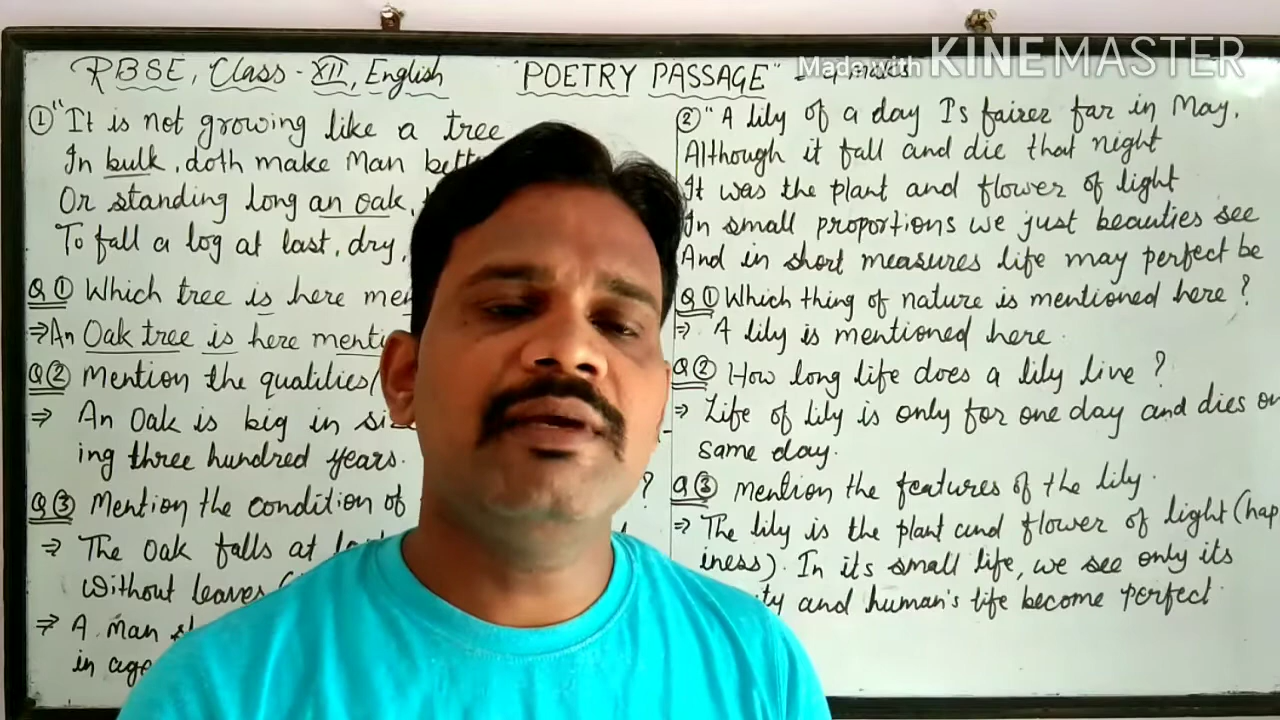 RBSE, Class - XII, English
"POETRY PASSAGE" = 4 marks
Made with KINEMASTER
① "It is not growing like a tree
In bulk, doth make Man
Or standing long an oak,
To fall a log at last, dry,
Q① Which tree is here
⇒ An Oak tree is here
Q② Mention the qualities
⇒ An Oak is big in
ing three hundred years.
Q③ Mention the condition of ?
⇒ The Oak falls at
without leaves
⇒ A man
in age
② "A lily of a day Is fairer far in May,
Although it fall and die that night
It was the plant and flower of light
In small proportions we just beauties see
And in short measures life may perfect be
Q① Which thing of nature is mentioned here ?
⇒ A lily is mentioned here.
Q② How long life does a lily live ?
⇒ Life of lily is only for one day and dies on
same day.
Q③ Mention the features of the lily.
⇒ The lily is the plant and flower of light (hap
iness). In its small life, we see only its
and human's life become perfect.